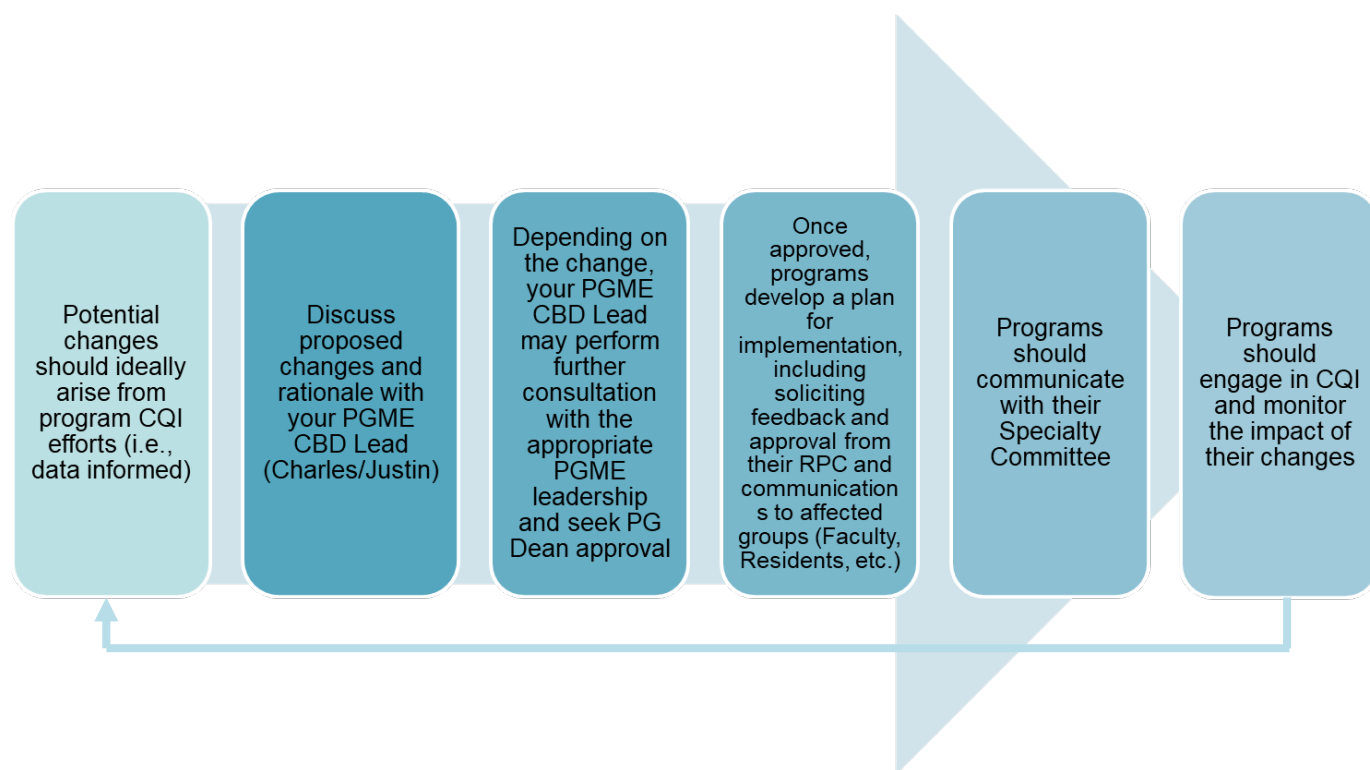 Potential
changes
should ideally
arise from
program CQI
efforts (i.e.,
data informed)
Discuss
proposed
changes and
rationale with
your PGME
CBD Lead
(Charles/Justin)
Depending on
the change,
your PGME
CBD Lead
may perform
further
consultation
with the
appropriate
PGME
leadership
and seek PG
Dean approval
Once
approved,
programs
develop a plan
for
implementation,
including
soliciting
feedback and
approval from
their RPC and
communication
s to affected
groups (Faculty,
Residents, etc.)
Programs
should
communicate
with their
Specialty
Committee
Programs
should
engage in CQI
and monitor
the impact of
their changes